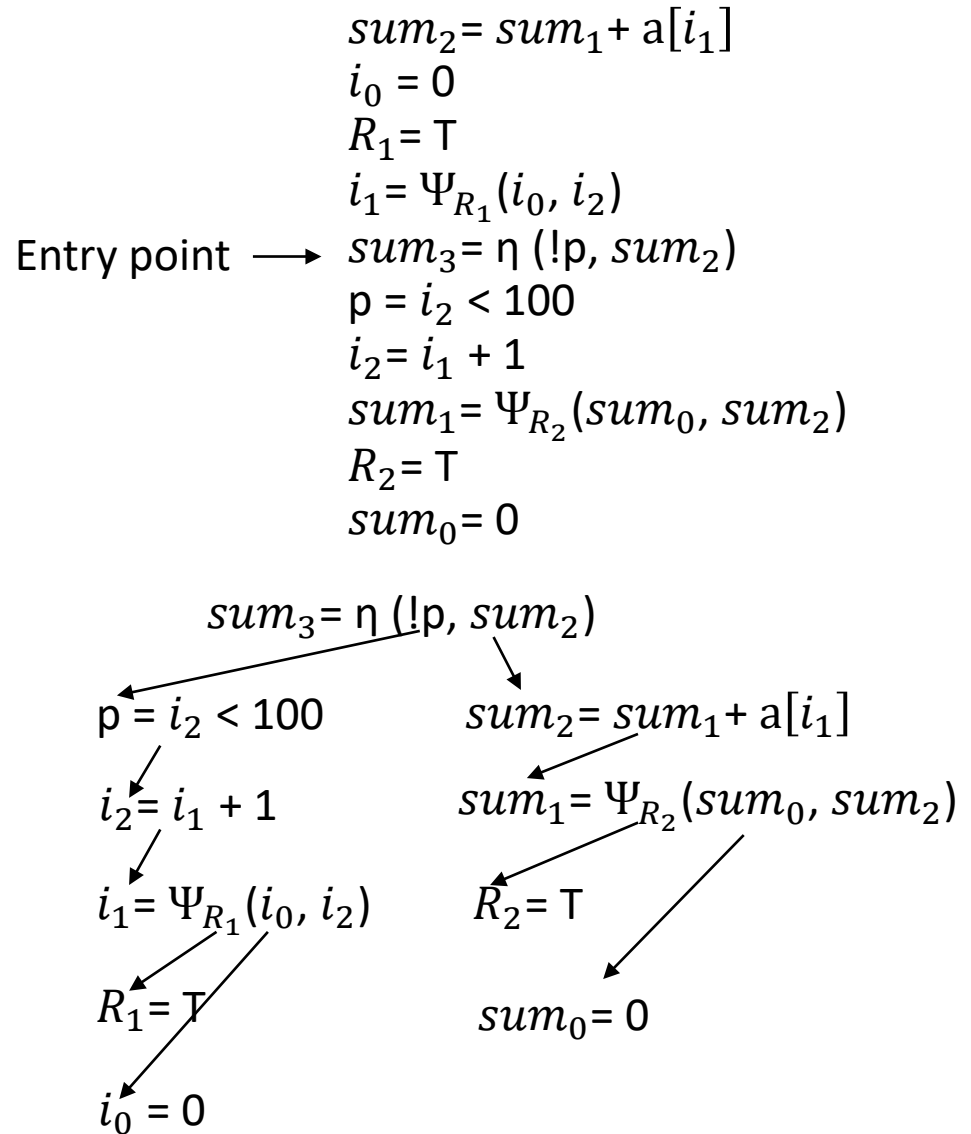 sum₂= sum₁+ a[i₁]
i₀ = 0
R₁= T
i₁= Ψ_R₁(i₀, i₂)
Entry point sum₃= η (!p, sum₂)
p = i₂ < 100
i₂= i₁ + 1
sum₁= Ψ_R₂(sum₀, sum₂)
R₂= T
sum₀= 0
sum₃= η (!p, sum₂)
p = i₂ < 100 sum₂= sum₁+ a[i₁]
i₂= i₁ + 1 sum₁= Ψ_R₂(sum₀, sum₂)
i₁= Ψ_R₁(i₀, i₂) R₂= T
R₁= T sum₀= 0
i₀ = 0